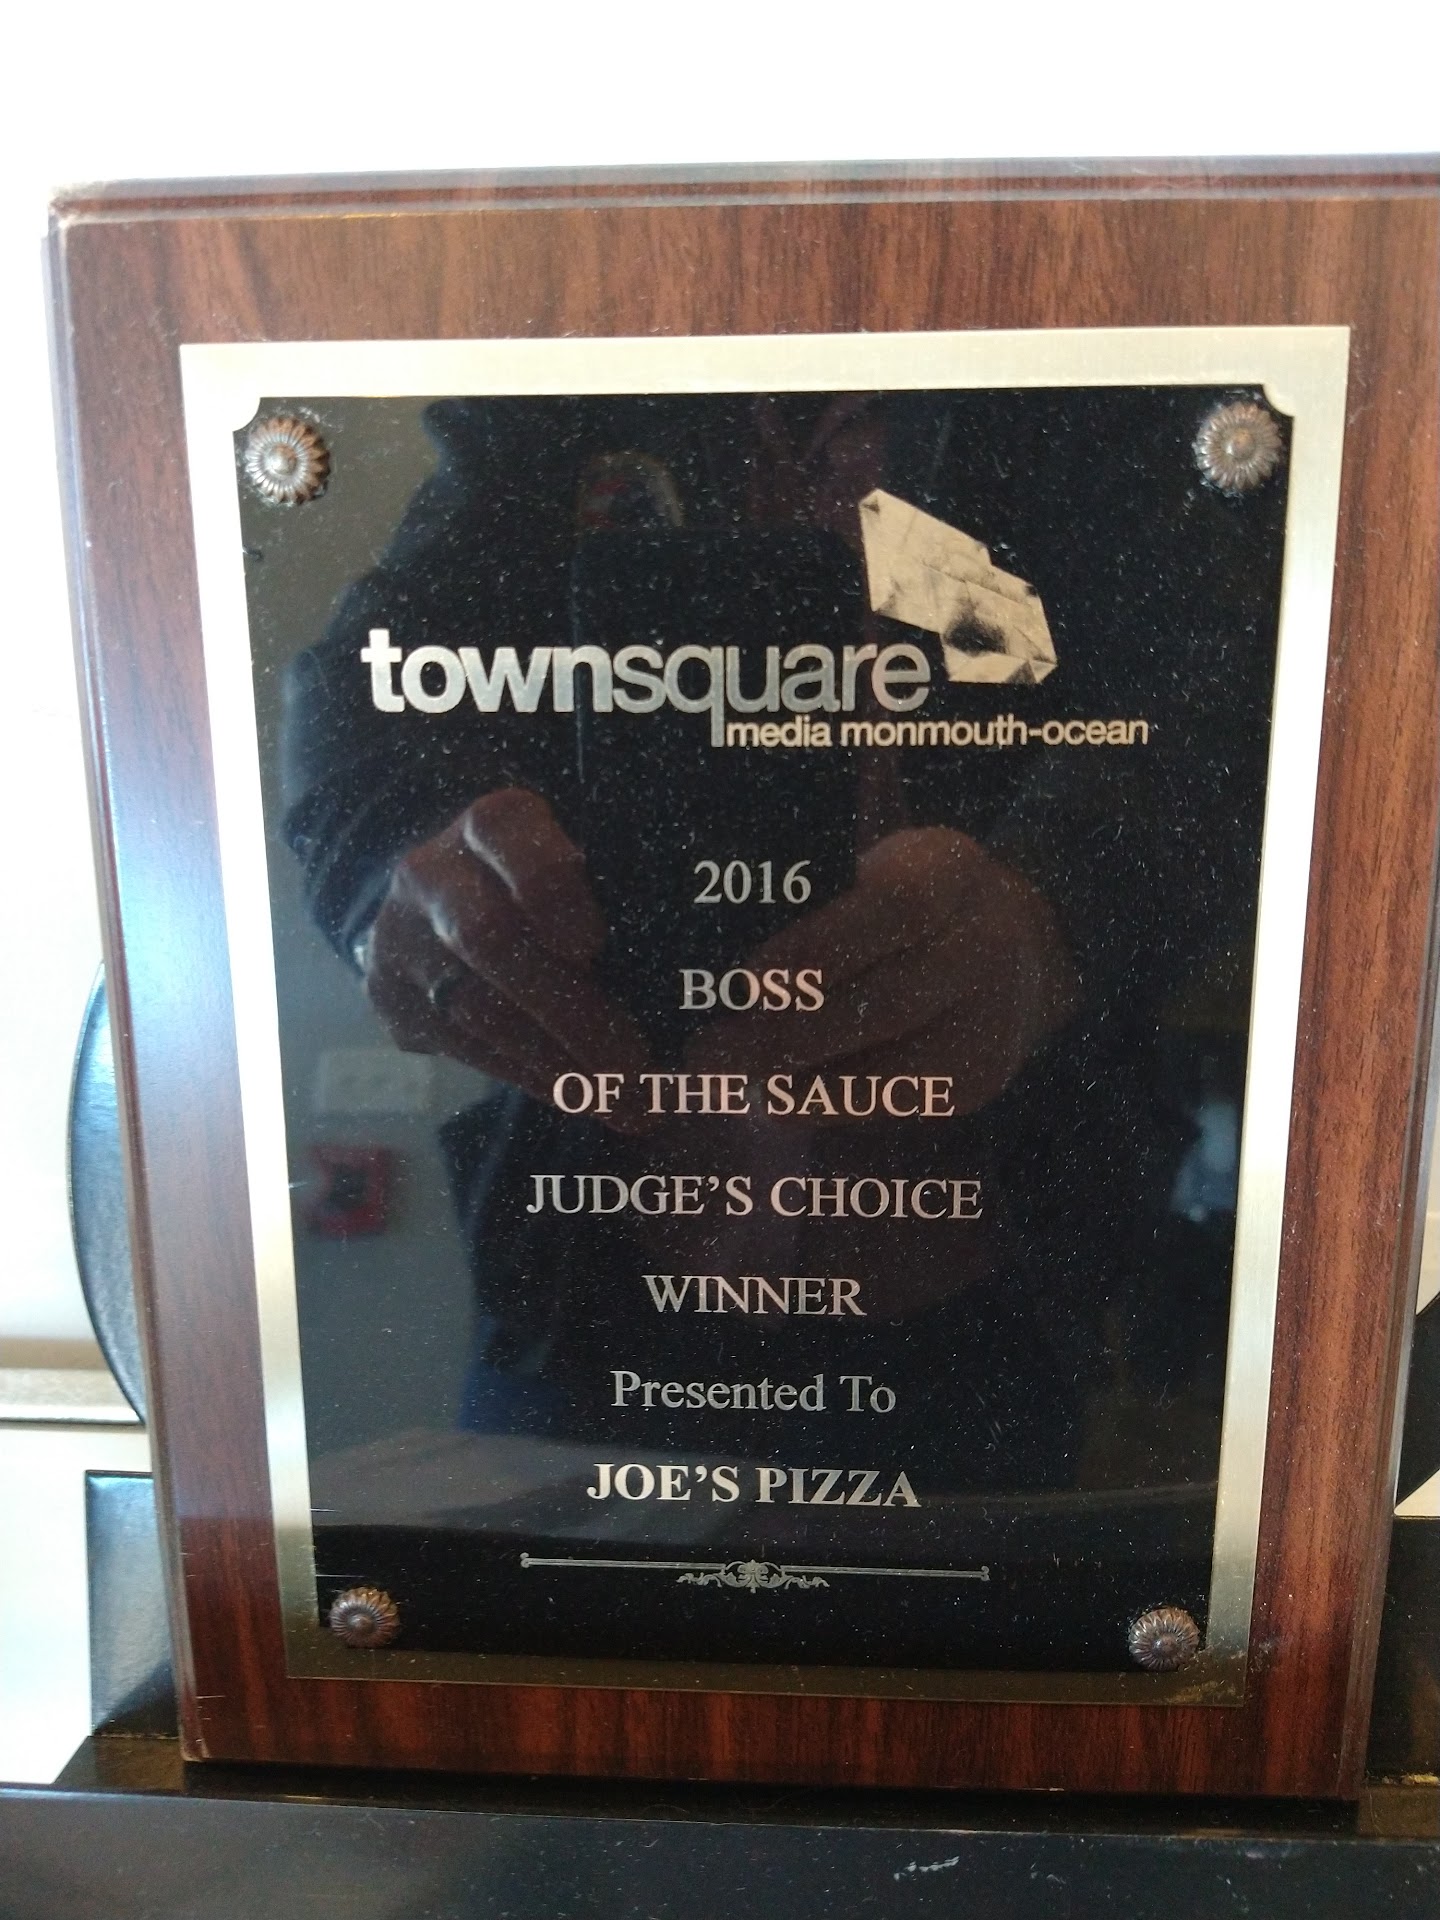 townsquare
media monmouth-ocean
2016
BOSS
OF THE SAUCE
JUDGE'S CHOICE
WINNER
Presented To
JOE'S PIZZA